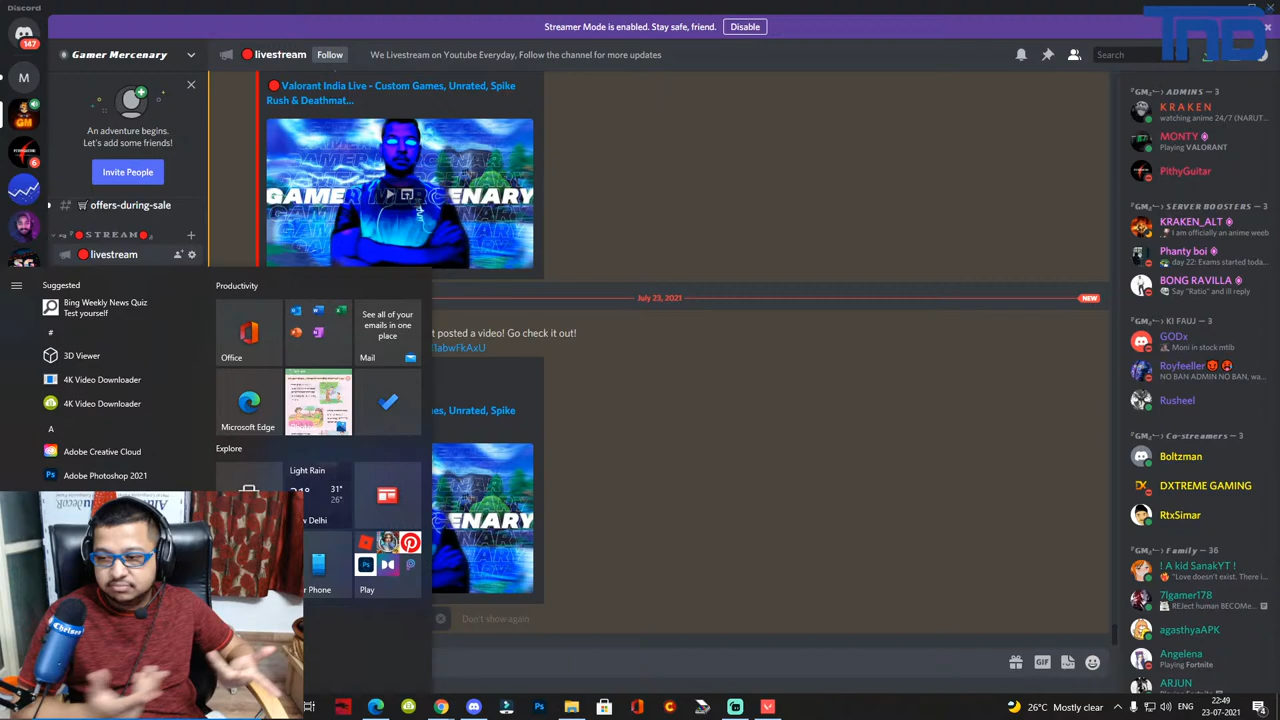 Discord
Streamer Mode is enabled. Stay safe, friend.
Disable
TND
147
Gamer Mercenary
livestream
Follow
We Livestream on Youtube Everyday, Follow the channel for more updates
Search
M
GM
6
An adventure begins.
Let's add some friends!
Invite People
# offers-during-sale
STREAM
livestream
Valorant India Live - Custom Games, Unrated, Spike
Rush & Deathmat...
GAMER MERCENARY
July 23, 2021
NEW
t posted a video! Go check it out!
es, Unrated, Spike
Don't show again
GIF
Suggested
Bing Weekly News Quiz
Test yourself
#
3D Viewer
4K Video Downloader
4K Video Downloader
A
Adobe Creative Cloud
Adobe Photoshop 2021
Productivity
Office
See all of your
emails in one
place
Mail
Microsoft Edge
Explore
Light Rain
31°
26°
w Delhi
r Phone
Play
ADMINS — 3
KRAKEN
watching anime 24/7 (NARUT...
MONTY
Playing VALORANT
PithyGuitar
SERVER BOOSTERS — 3
KRAKEN_ALT
I am officially an anime weeb
Phanty boi
day 22: Exams started toda...
BONG RAVILLA
Say "Ratio" and ill reply
KI FAUJ — 3
GODx
Moni in stock mtlb
Royfeeller
NO BAN ADMIN NO BAN, wa...
Rusheel
Co-streamers — 3
Boltzman
DXTREME GAMING
RtxSimar
Family — 36
! A kid SanakYT !
"Love doesn't exist. There i...
7Igamer178
REJect human BECOMe...
agasthyaAPK
Angelena
Playing Fortnite
ARJUN
26°C Mostly clear
ENG
22:49
23-07-2021